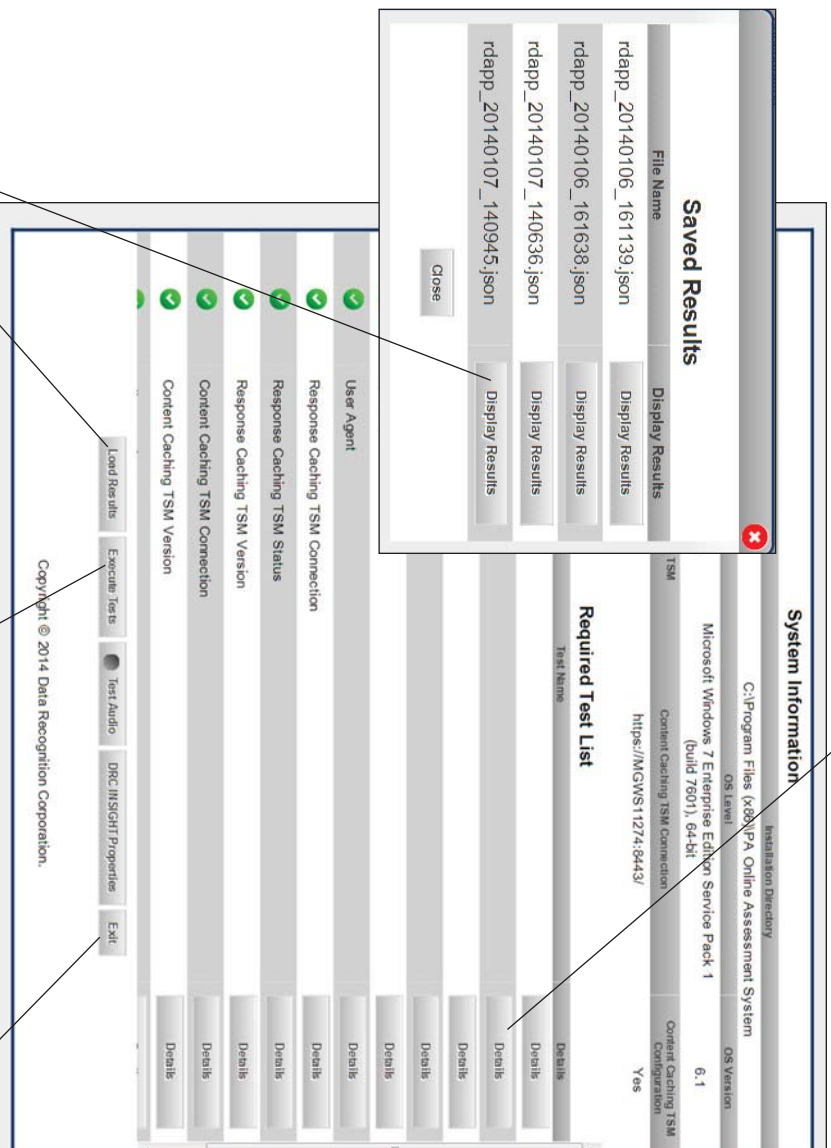 System Information
Installation Directory
C:\Program Files (x86)\PA Online Assessment System
OS Level
OS Version
Microsoft Windows 7 Enterprise Edition Service Pack 1
(build 7601), 64-bit
6.1
TSM
Content Caching TSM Connection
Content Caching TSM
Configuration
https://MGWS11274:8443/
Yes
Required Test List
Test Name
Details
Details
Details
Details
Details
Details
User Agent
Details
Response Caching TSM Connection
Details
Response Caching TSM Status
Details
Response Caching TSM Version
Details
Content Caching TSM Connection
Details
Content Caching TSM Version
Details
Load Results
Execute Tests
Test Audio
DRC INSIGHT Properties
Exit
Copyright © 2014 Data Recognition Corporation.
Saved Results
File Name
Display Results
rdapp_20140106_161139.json
Display Results
rdapp_20140106_161638.json
Display Results
rdapp_20140107_140636.json
Display Results
rdapp_20140107_140945.json
Display Results
Close